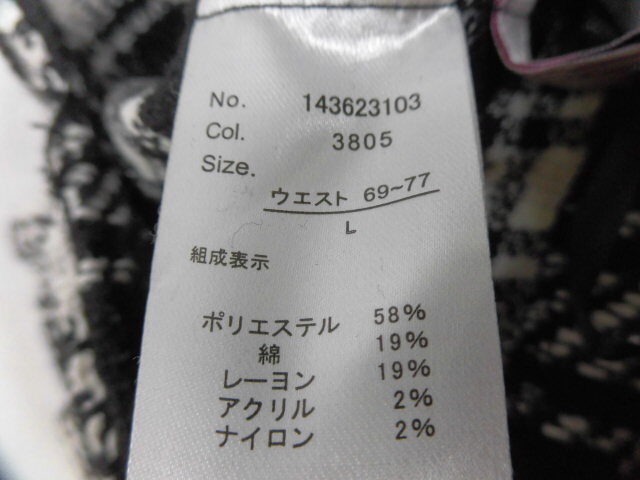 No. 143623103
Col. 3805
Size.
ウエスト 69~77
L
組成表示
ポリエステル 58%
綿 19%
レーヨン 19%
アクリル 2%
ナイロン 2%